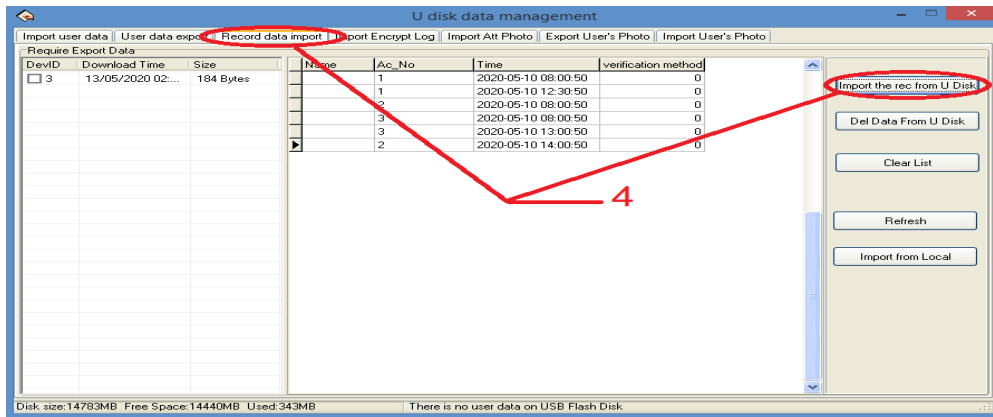 U disk data management
Import user data User data export Record data import Import Encrypt Log Import Att Photo Export User's Photo Import User's Photo
Require Export Data
DevID Download Time Size
3 13/05/2020 02:... 184 Bytes
Name Ac_No Time verification method
1 2020-05-10 08:00:50 0
1 2020-05-10 12:30:50 0
2 2020-05-10 08:00:50 0
3 2020-05-10 08:00:50 0
3 2020-05-10 13:00:50 0
2 2020-05-10 14:00:50 0
Import the rec from U Disk
Del Data From U Disk
Clear List
4
Refresh
Import from Local
Disk size:14783MB Free Space:14440MB Used:343MB There is no user data on USB Flash Disk